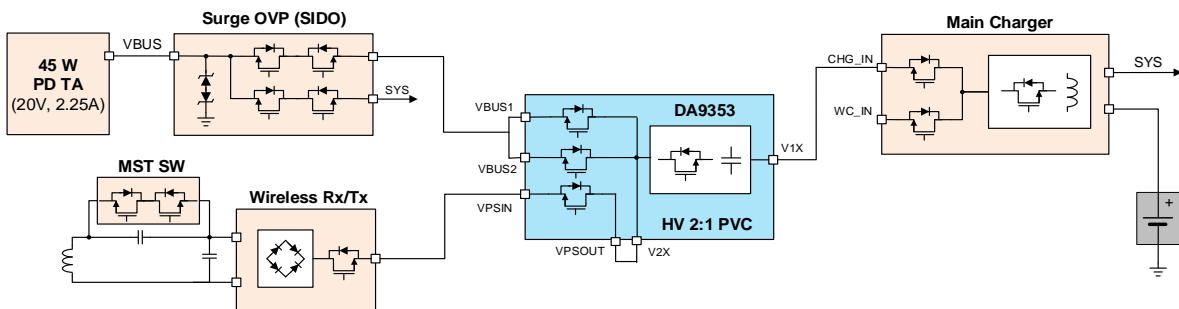 Surge OVP (SIDO)
45 W
PD TA
(20V, 2.25A)
VBUS
SYS
MST SW
Wireless Rx/Tx
VBUS1
VBUS2
VPSIN
DA9353
HV 2:1 PVC
VPSOUT
V2X
V1X
Main Charger
CHG_IN
WC_IN
SYS
+